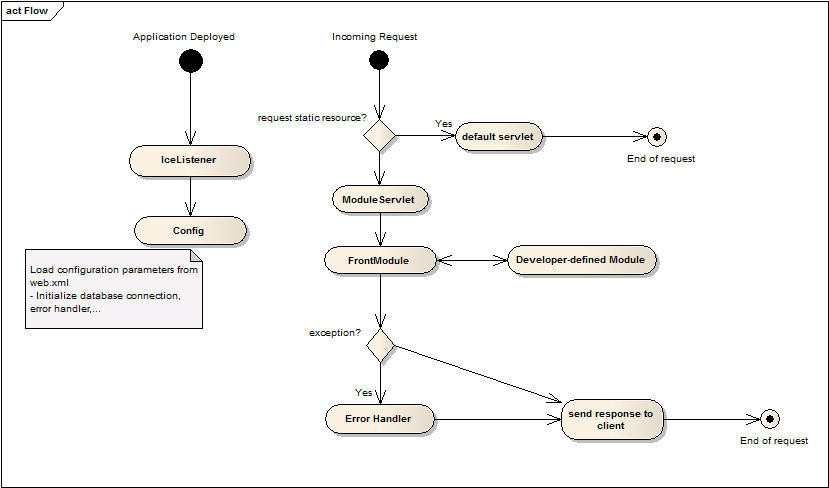 act Flow
Application Deployed
Incoming Request
request static resource?
Yes
default servlet
End of request
IceListener
ModuleServlet
Config
Load configuration parameters from
web.xml
- Initialize database connection,
error handler,...
FrontModule
Developer-defined Module
exception?
Yes
Error Handler
send response to
client
End of request